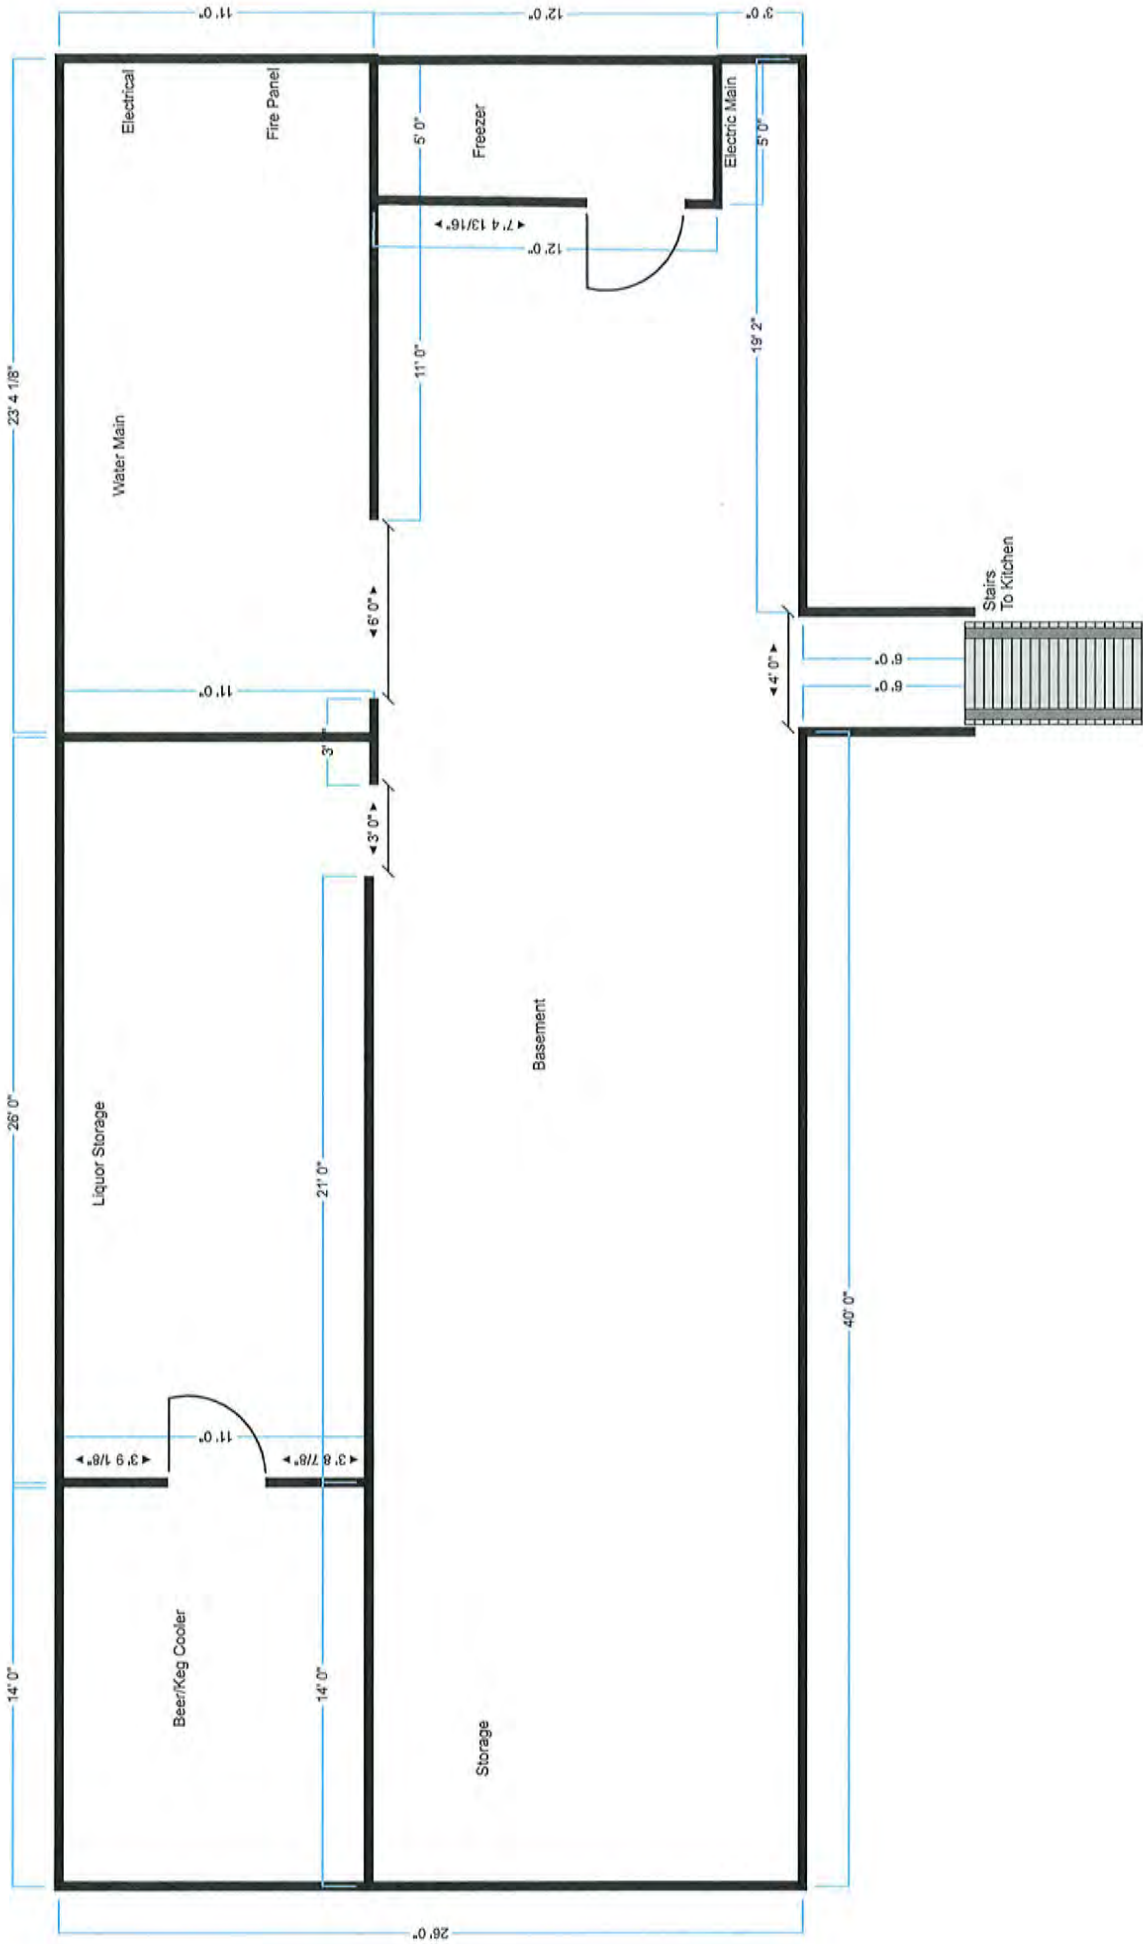 11' 0"
12' 0"
3' 0"
23' 4 1/8"
26' 0"
14' 0"
Electrical
Fire Panel
Water Main
Freezer
Electric Main
5' 0"
5' 0"
7' 4 13/16"
12' 0"
11' 0"
19' 2"
6' 0"
11' 0"
3'
3' 0"
4' 0"
6' 0"
6' 0"
Stairs
To Kitchen
Liquor Storage
21' 0"
Basement
40' 0"
3' 9 1/8"
11' 0"
3' 8 7/8"
Beer/Keg Cooler
14' 0"
Storage
26' 0"